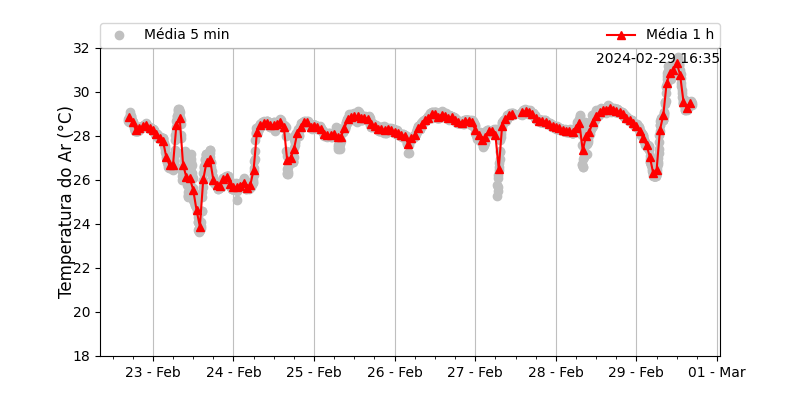 Média 5 min
Média 1 h
2024-02-29 16:35
Temperatura do Ar (°C)
32
30
28
26
24
22
20
18
23 - Feb
24 - Feb
25 - Feb
26 - Feb
27 - Feb
28 - Feb
29 - Feb
01 - Mar